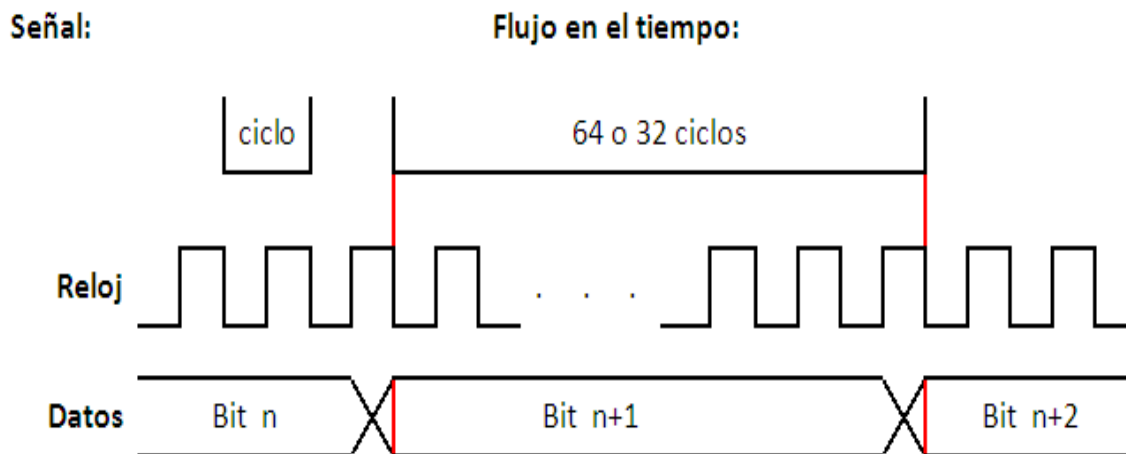 Señal: Flujo en el tiempo:
ciclo 64 o 32 ciclos
Reloj . . .
Datos Bit n Bit n+1 Bit n+2